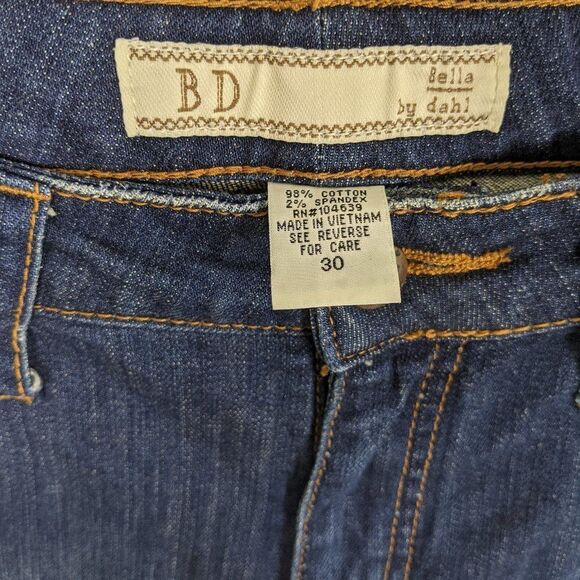 BD
Bella
by dahl
98% COTTON
2% SPANDEX
RN#104639
MADE IN VIETNAM
SEE REVERSE
FOR CARE
30